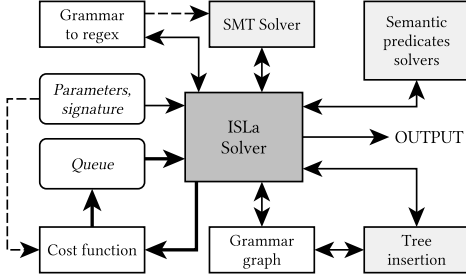 Grammar
to regex
SMT Solver
Semantic
predicates
solvers
Parameters,
signature
ISLa
Solver
OUTPUT
Queue
Cost function
Grammar
graph
Tree
insertion